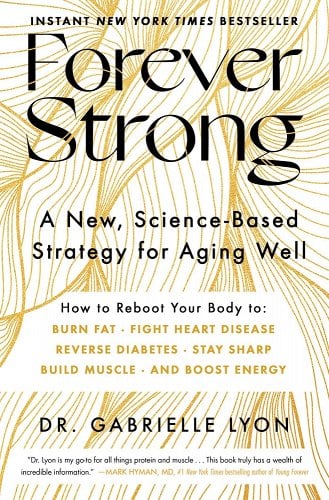 INSTANT NEW YORK TIMES BESTSELLER
Forever
Strong
A New, Science-Based
Strategy for Aging Well
How to Reboot Your Body to:
BURN FAT · FIGHT HEART DISEASE
REVERSE DIABETES · STAY SHARP
BUILD MUSCLE · AND BOOST ENERGY
DR. GABRIELLE LYON
“Dr. Lyon is my go-to for all things protein and muscle . . . This book truly has a wealth of
incredible information.” —MARK HYMAN, MD, #1 New York Times bestselling author of Young Forever